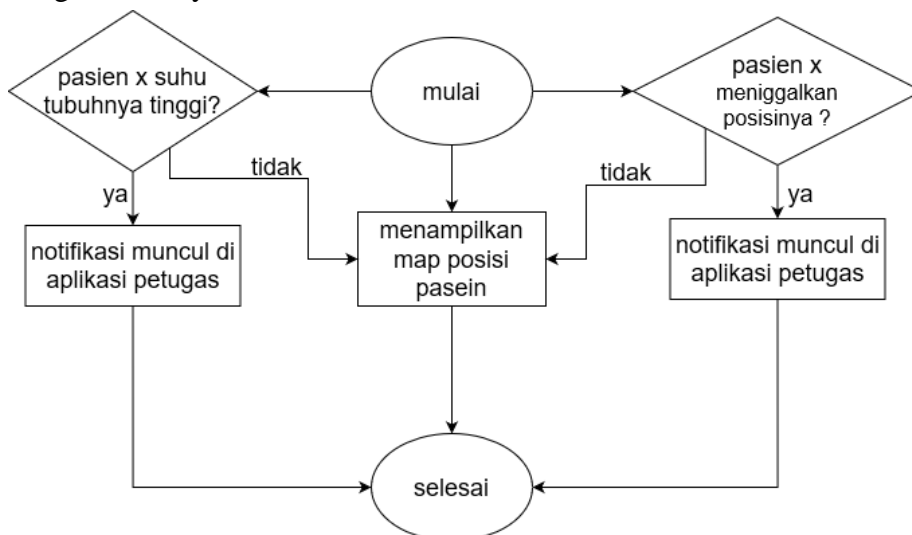 pasien x suhu
tubuhnya tinggi?
mulai
pasien x
meniggalkan
posisinya ?
tidak
tidak
ya
ya
notifikasi muncul di
aplikasi petugas
menampilkan
map posisi
pasein
notifikasi muncul di
aplikasi petugas
selesai